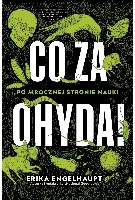 CO ZA
PO MROCZNEJ STRONIE NAUKI
OHYDA!
ERIKA ENGELHAUPT